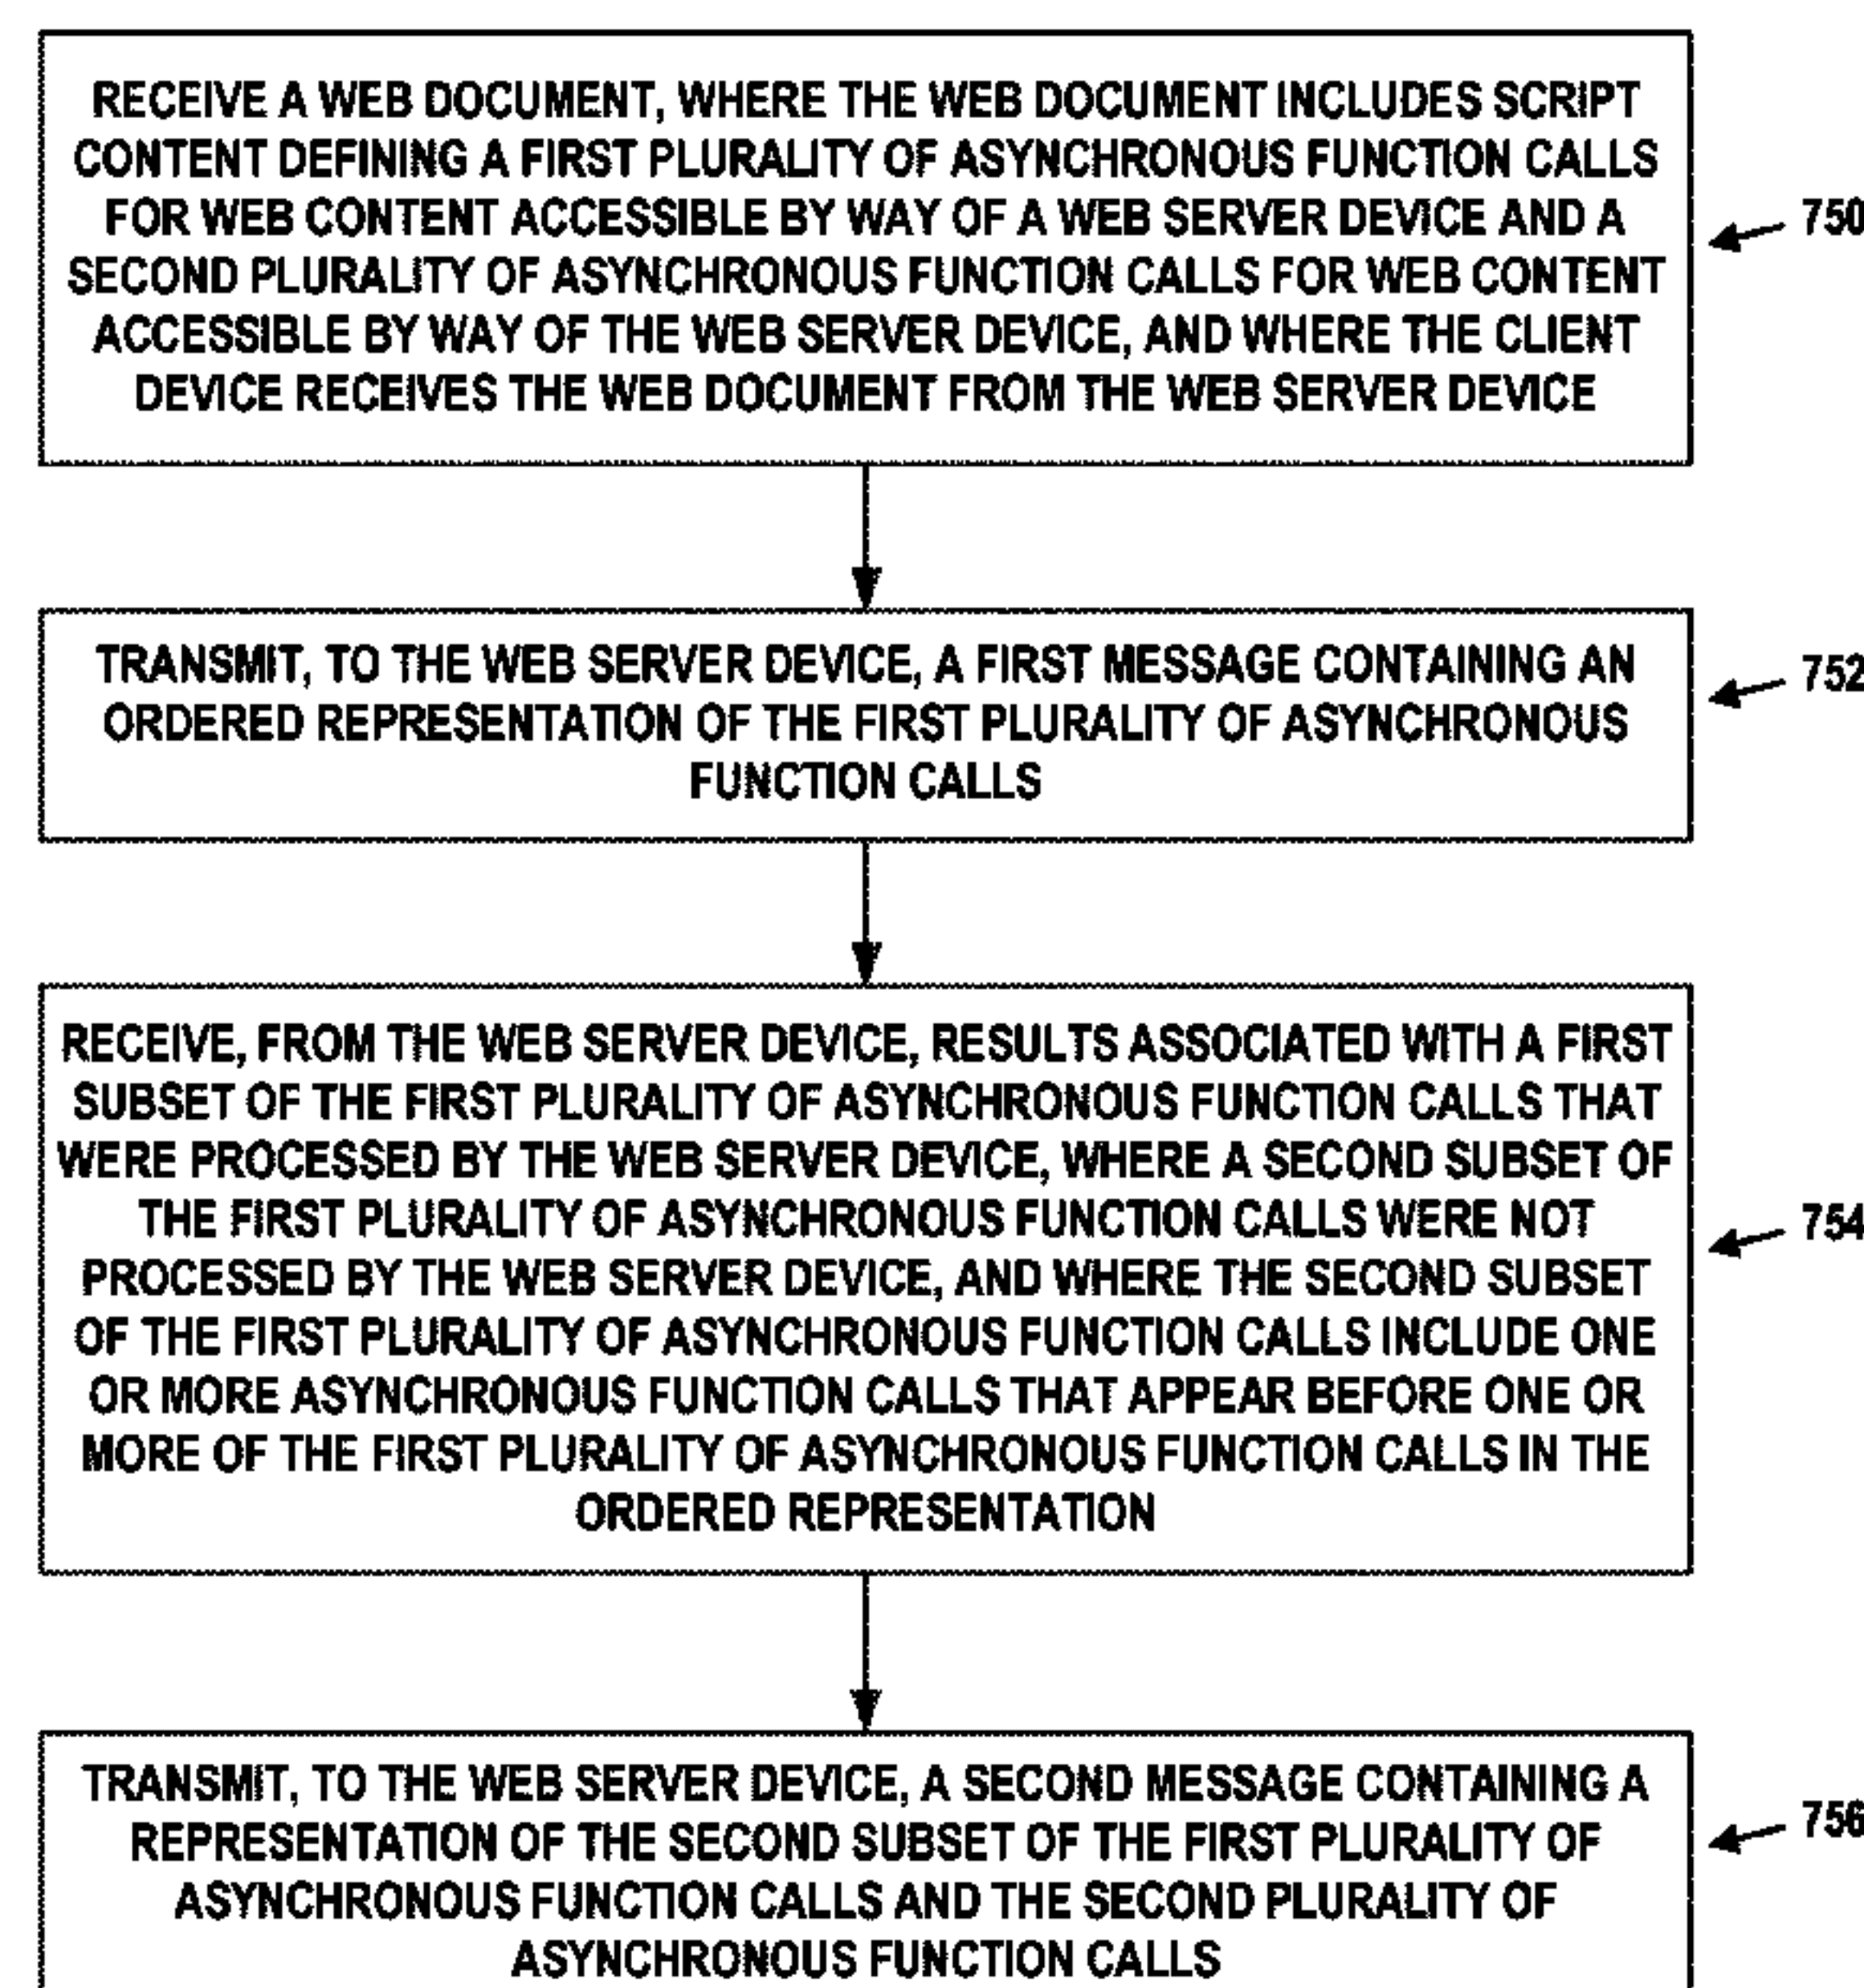 RECEIVE A WEB DOCUMENT, WHERE THE WEB DOCUMENT INCLUDES SCRIPT
CONTENT DEFINING A FIRST PLURALITY OF ASYNCHRONOUS FUNCTION CALLS
FOR WEB CONTENT ACCESSIBLE BY WAY OF A WEB SERVER DEVICE AND A
SECOND PLURALITY OF ASYNCHRONOUS FUNCTION CALLS FOR WEB CONTENT
ACCESSIBLE BY WAY OF THE WEB SERVER DEVICE, AND WHERE THE CLIENT
DEVICE RECEIVES THE WEB DOCUMENT FROM THE WEB SERVER DEVICE
750
TRANSMIT, TO THE WEB SERVER DEVICE, A FIRST MESSAGE CONTAINING AN
ORDERED REPRESENTATION OF THE FIRST PLURALITY OF ASYNCHRONOUS
FUNCTION CALLS
752
RECEIVE, FROM THE WEB SERVER DEVICE, RESULTS ASSOCIATED WITH A FIRST
SUBSET OF THE FIRST PLURALITY OF ASYNCHRONOUS FUNCTION CALLS THAT
WERE PROCESSED BY THE WEB SERVER DEVICE, WHERE A SECOND SUBSET OF
THE FIRST PLURALITY OF ASYNCHRONOUS FUNCTION CALLS WERE NOT
PROCESSED BY THE WEB SERVER DEVICE, AND WHERE THE SECOND SUBSET
OF THE FIRST PLURALITY OF ASYNCHRONOUS FUNCTION CALLS INCLUDE ONE
OR MORE ASYNCHRONOUS FUNCTION CALLS THAT APPEAR BEFORE ONE OR
MORE OF THE FIRST PLURALITY OF ASYNCHRONOUS FUNCTION CALLS IN THE
ORDERED REPRESENTATION
754
TRANSMIT, TO THE WEB SERVER DEVICE, A SECOND MESSAGE CONTAINING A
REPRESENTATION OF THE SECOND SUBSET OF THE FIRST PLURALITY OF
ASYNCHRONOUS FUNCTION CALLS AND THE SECOND PLURALITY OF
ASYNCHRONOUS FUNCTION CALLS
756